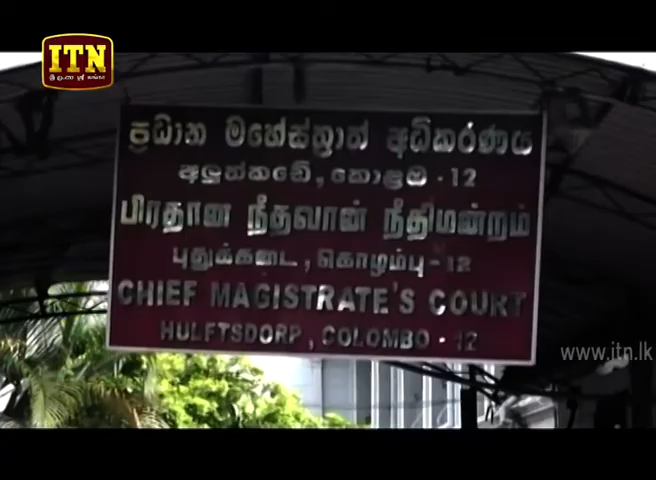 ITN
ප්‍රධාන මහේස්ත්‍රාත් අධිකරණය
අලුත්කඩේ, කොළඹ - 12
பிரதான நீதவான் நீதிமன்றம்
புதுக்கடை, கொழும்பு - 12
CHIEF MAGISTRATE'S COURT
HULFTSDORP, COLOMBO - 12
www.itn.lk